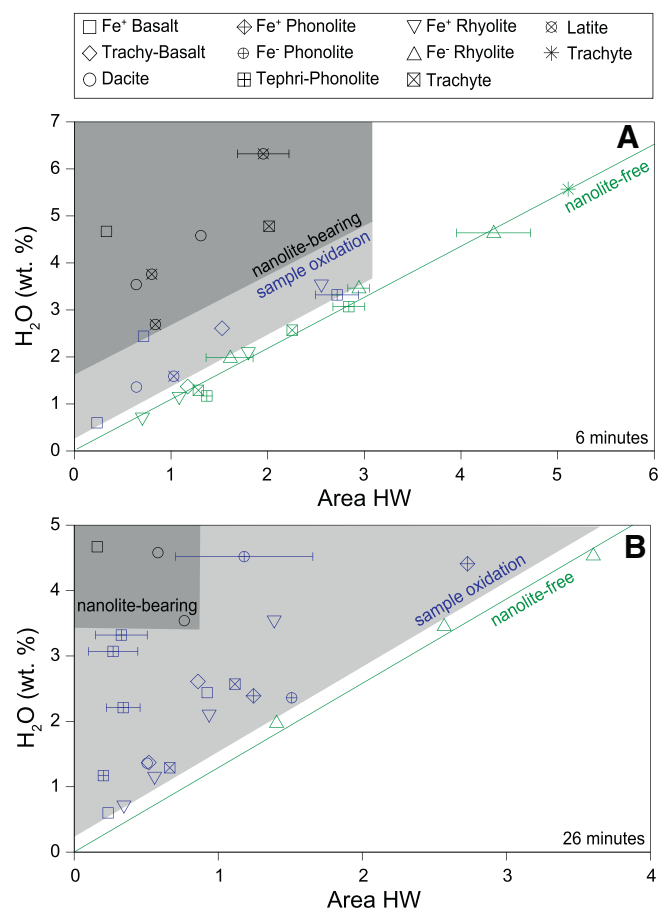 Fe⁺ Basalt Fe⁺ Phonolite Fe⁺ Rhyolite Latite
Trachy-Basalt Fe⁻ Phonolite Fe⁻ Rhyolite Trachyte
Dacite Tephri-Phonolite Trachyte
7
6
5
4
3
2
1
0
H₂O (wt. %)
A
nanolite-free
nanolite-bearing
sample oxidation
6 minutes
0 1 2 3 4 5 6
Area HW
5
4
3
2
1
0
H₂O (wt. %)
B
nanolite-bearing
sample oxidation
nanolite-free
26 minutes
0 1 2 3 4
Area HW